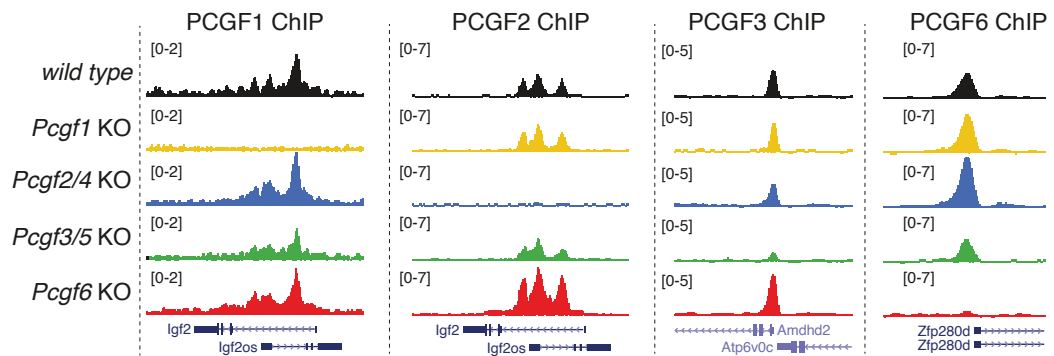 PCGF1 ChIP PCGF2 ChIP PCGF3 ChIP PCGF6 ChIP
wild type [0-2] [0-7] [0-5] [0-7]
Pcgf1 KO [0-2] [0-7] [0-5] [0-7]
Pcgf2/4 KO [0-2] [0-7] [0-5] [0-7]
Pcgf3/5 KO [0-2] [0-7] [0-5] [0-7]
Pcgf6 KO [0-2] [0-7] [0-5] [0-7]
Igf2 Igf2 Amdhd2 Zfp280d
Igf2os Igf2os Atp6v0c Zfp280d